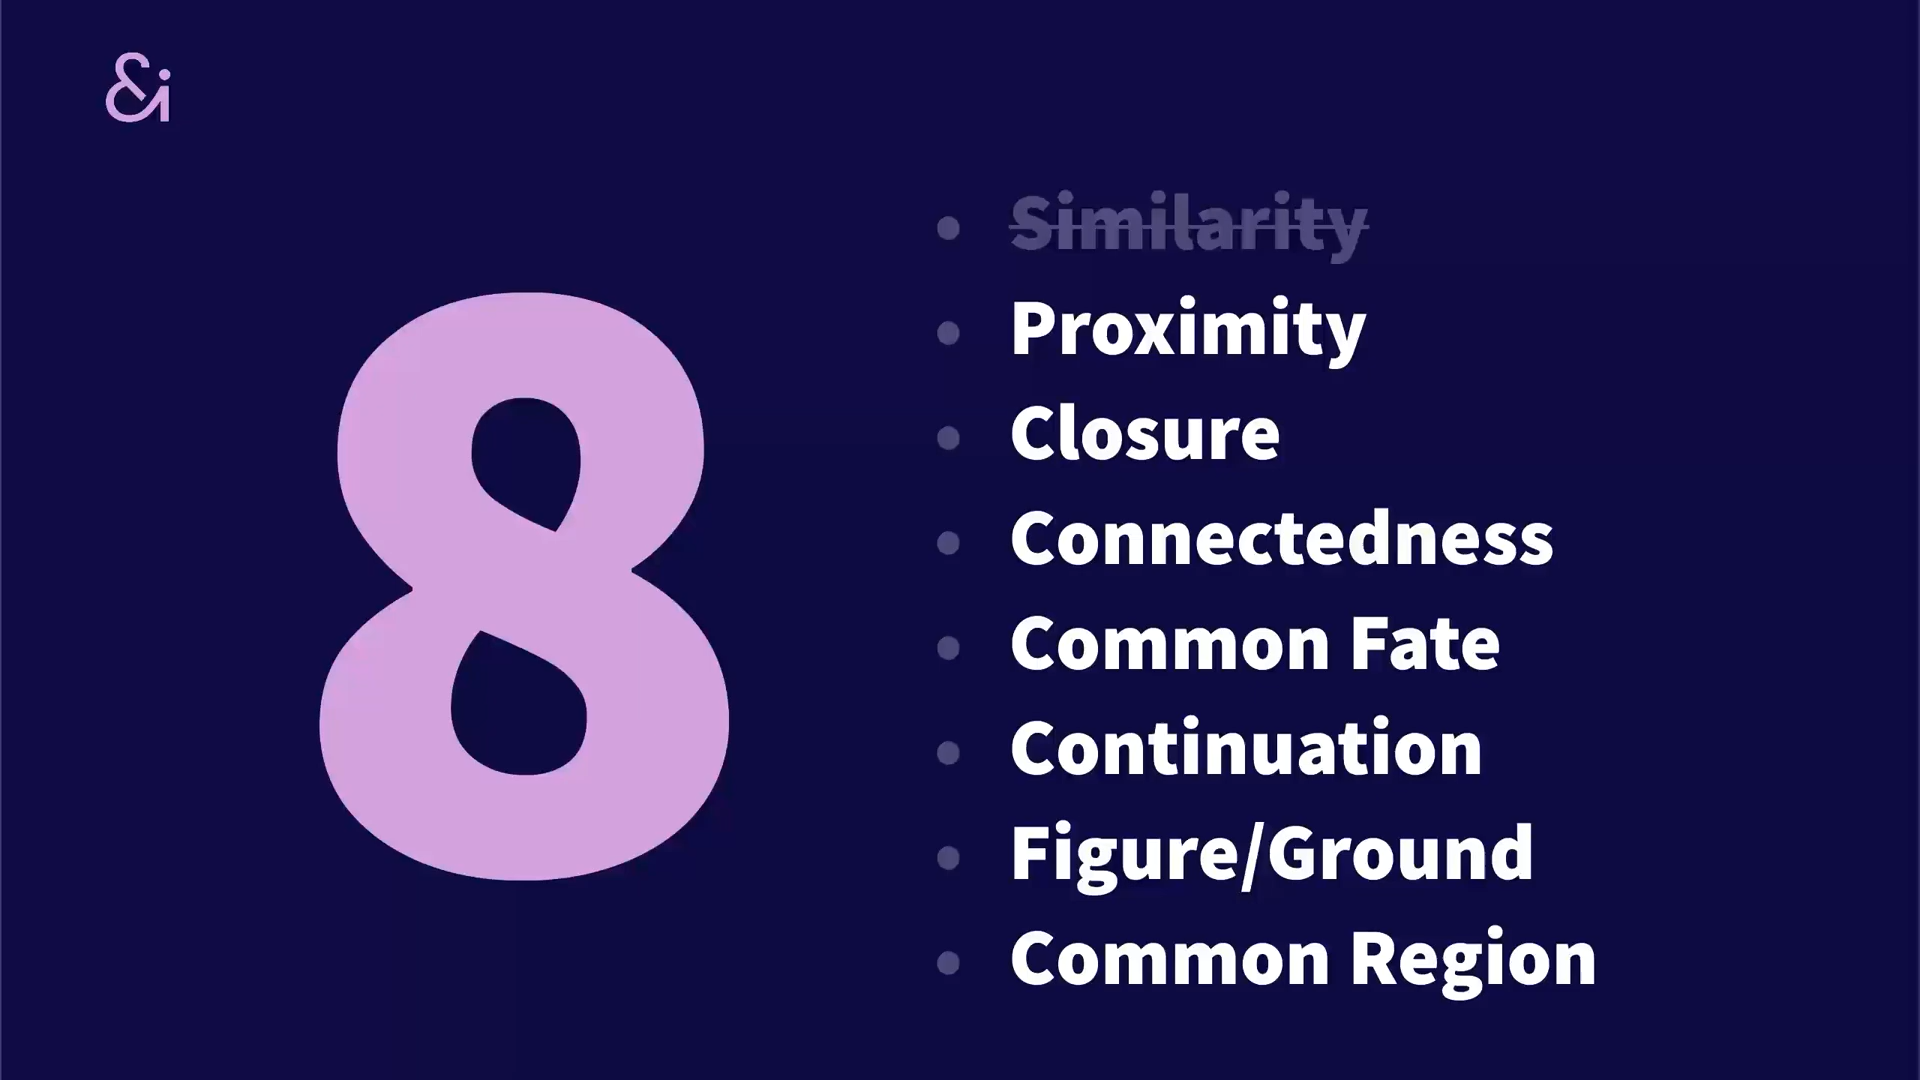 &i
8
Similarity
Proximity
Closure
Connectedness
Common Fate
Continuation
Figure/Ground
Common Region